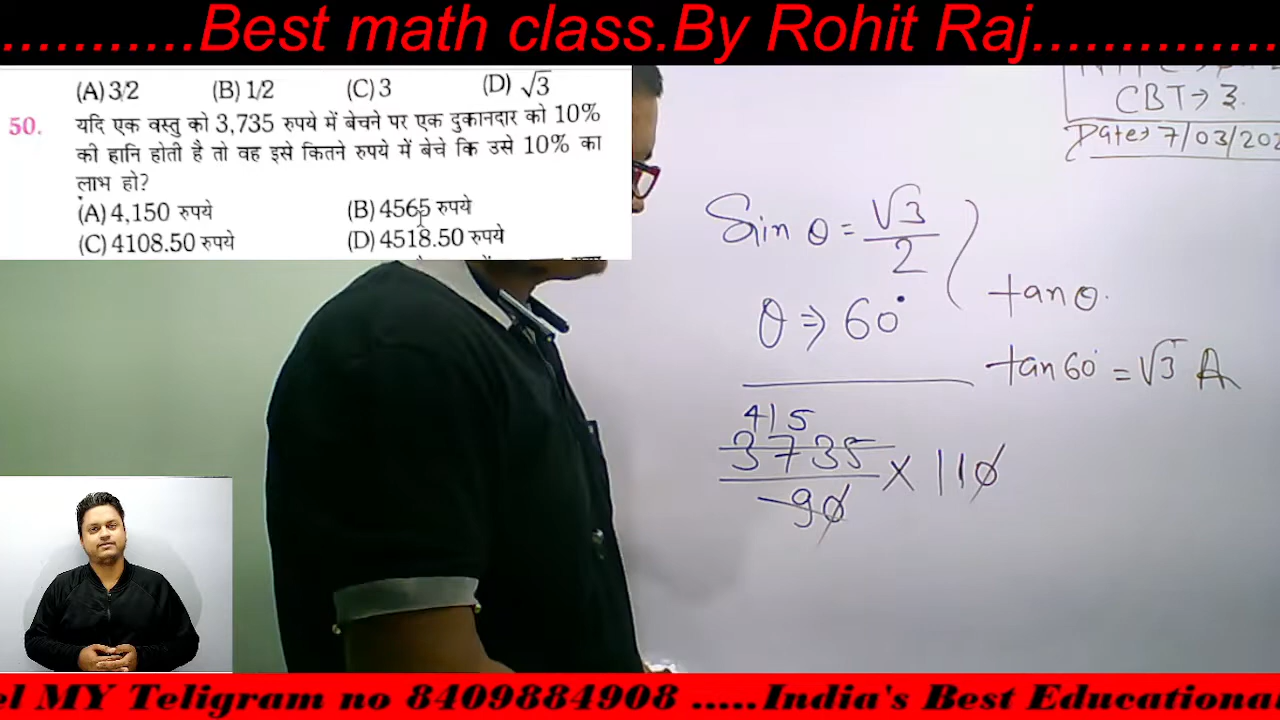 ...........Best math class.By Rohit Raj..............
(A) 3/2 (B) 1/2 (C) 3 (D) √3
50. यदि एक वस्तु को 3,735 रुपये में बेचने पर एक दुकानदार को 10%
की हानि होती है तो वह इसे कितने रुपये में बेचे कि उसे 10% का
लाभ हो?
(A) 4,150 रुपये (B) 4565 रुपये
(C) 4108.50 रुपये (D) 4518.50 रुपये
CBT→ 3.
Date→ 7/03/202
Sin θ = √3/2
θ ⇒ 60°
tan θ
tan 60° = √3 A
415
3735/90 × 110
el MY Teligram no 8409884908 .....India's Best Educational